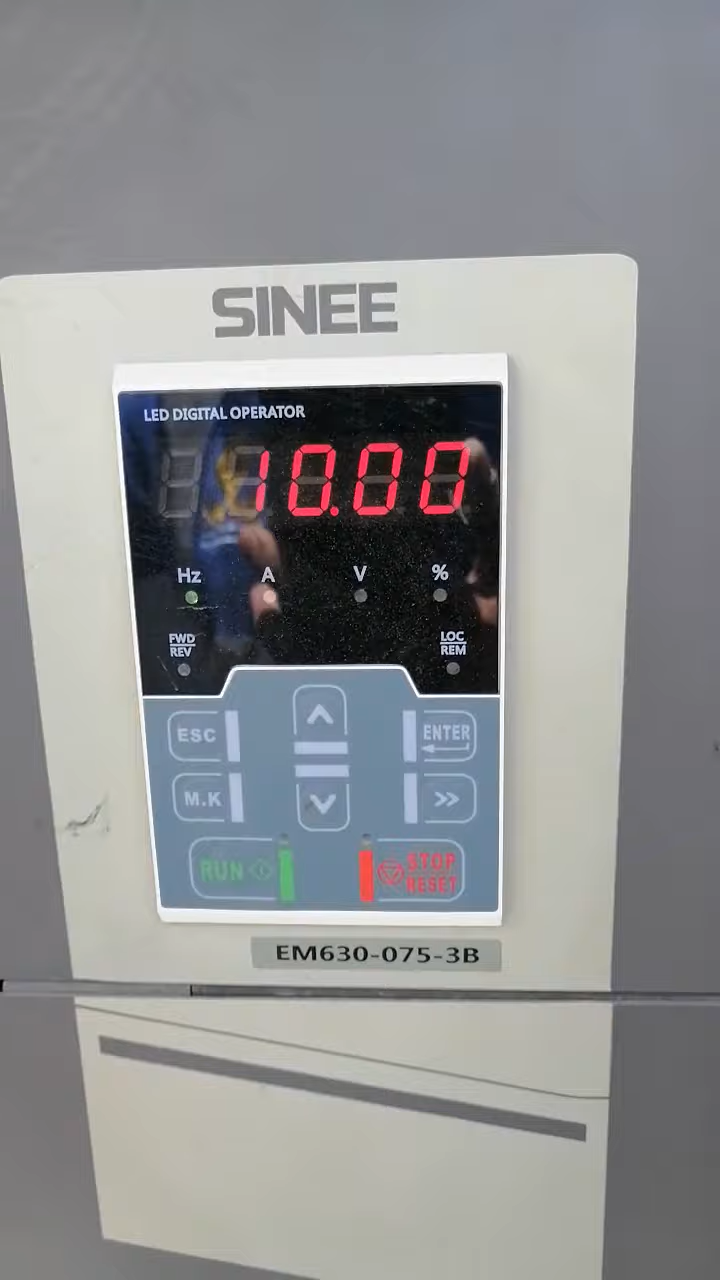 SINEE
LED DIGITAL OPERATOR
10.00
Hz A V %
FWD
REV
LOC
REM
ESC
ENTER
M.K
RUN
STOP
RESET
EM630-075-3B